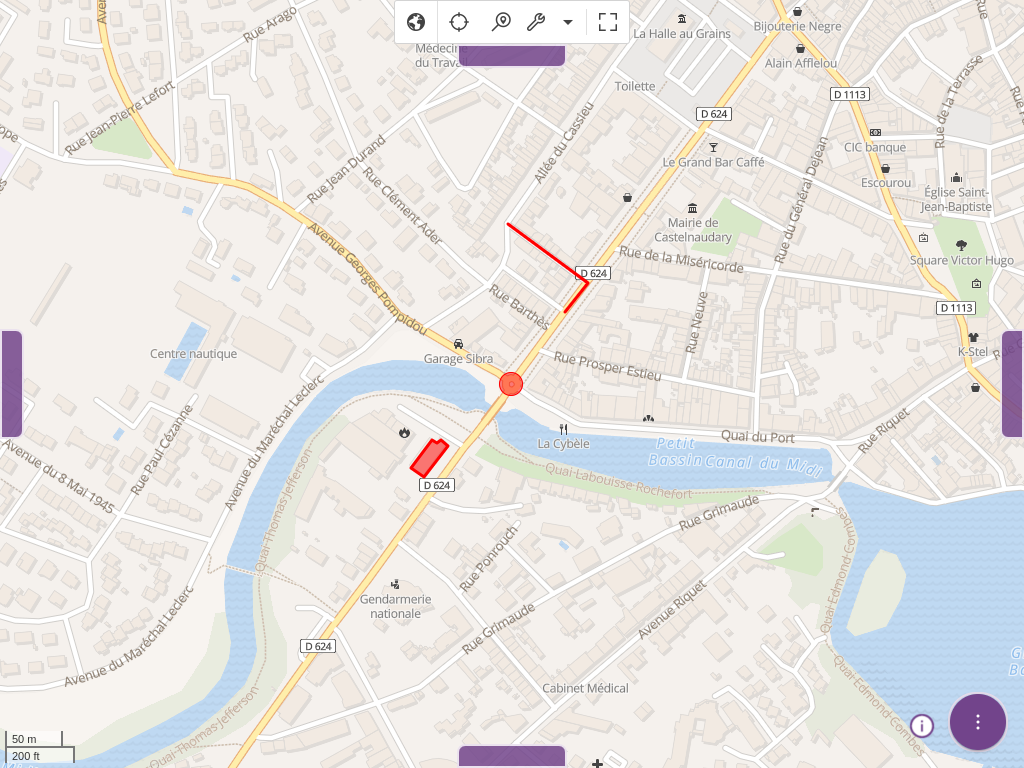 Rue Arago
La Halle au Grains
Bijouterie Negre
Médecin
du Travail
Alain Afflelou
Toilette
Rue Jean-Pierre Lefort
D 1113
Rue de la Terrasse
D 624
Allée du Cassieu
Rue Jean Durand
CIC banque
Le Grand Bar Caffé
Escourou
Rue Clément Ader
Rue du Général Dejean
Église Saint-
Jean-Baptiste
Mairie de
Castelnaudary
Avenue Georges Pompidou
Square Victor Hugo
Rue de la Miséricorde
D 624
Rue Barthès
D 1113
Rue Neuve
Centre nautique
Garage Sibra
K-Stel
Rue Prosper Estieu
Avenue du Maréchal Leclerc
Rue Paul Cézanne
La Cybèle
Quai du Port
Rue Riquet
Petit
Bassin Canal du Midi
Avenue du 8 Mai 1945
Quai Thomas-Jefferson
D 624
Quai Labouisse Rochefort
Rue Grimaude
Rue Ponrouch
Quai Edmond Combes
Gendarmerie
nationale
Avenue Riquet
Rue Grimaude
Avenue du Maréchal Leclerc
D 624
Quai Edmond Combes
Cabinet Médical
Quai Thomas-Jefferson
i
50 m
200 ft